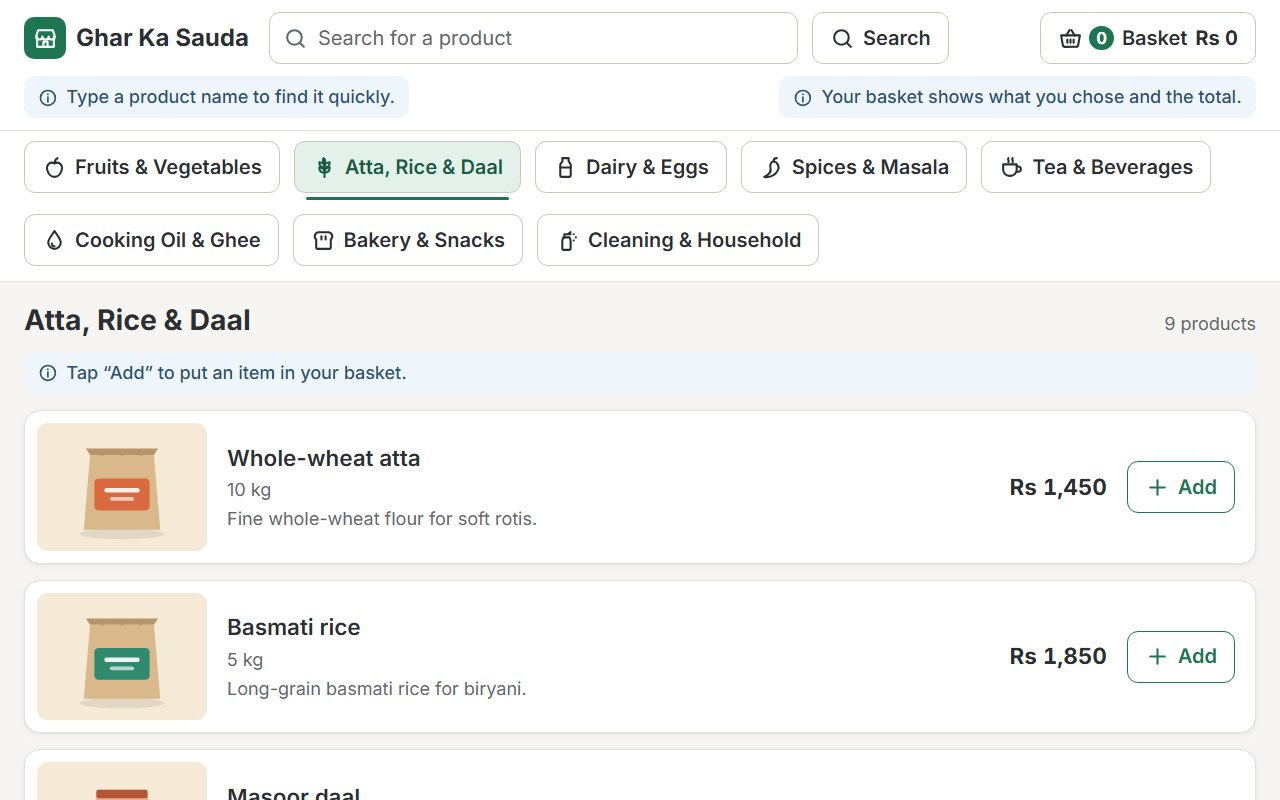 Ghar Ka Sauda
Search for a product
Search
0 Basket Rs 0
Type a product name to find it quickly.
Your basket shows what you chose and the total.
Fruits & Vegetables
Atta, Rice & Daal
Dairy & Eggs
Spices & Masala
Tea & Beverages
Cooking Oil & Ghee
Bakery & Snacks
Cleaning & Household
Atta, Rice & Daal
9 products
Tap “Add” to put an item in your basket.
Whole-wheat atta
10 kg
Fine whole-wheat flour for soft rotis.
Rs 1,450
Add
Basmati rice
5 kg
Long-grain basmati rice for biryani.
Rs 1,850
Add
Masoor daal